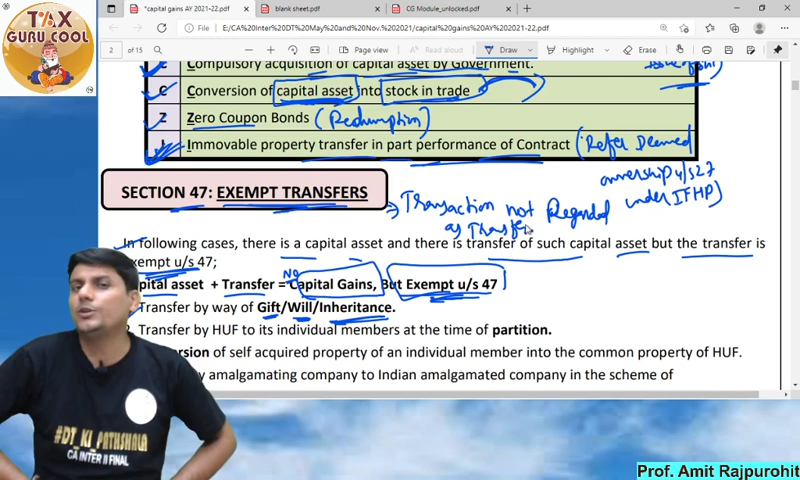 TAX
GURU COOL
*capital gains AY 2021-22.pdf
blank sheet.pdf
CG Module_unlocked.pdf
File
E:/CA%20Inter%20DT%20May%20and%20Nov.%202021/capital%20gains%20AY%202021-22.pdf
2
of 15
Page view
Read aloud
Draw
Highlight
Erase
Compulsory acquisition of capital asset by Government.
C
Conversion of capital asset into stock in trade
Z
Zero Coupon Bonds (Redumption)
I
Immovable property transfer in part performance of Contract (Refer Deemed
ownership u/s 27
under IFHP)
SECTION 47: EXEMPT TRANSFERS
Transaction not Regarded
as Transfer
In following cases, there is a capital asset and there is transfer of such capital asset but the transfer is
exempt u/s 47;
pital asset + Transfer = No Capital Gains, But Exempt u/s 47
Transfer by way of Gift/Will/Inheritance.
2. Transfer by HUF to its individual members at the time of partition.
ersion of self acquired property of an individual member into the common property of HUF.
by amalgamating company to Indian amalgamated company in the scheme of
#DT KI PATHSHALA
CA INTER II FINAL
Prof. Amit Rajpurohit